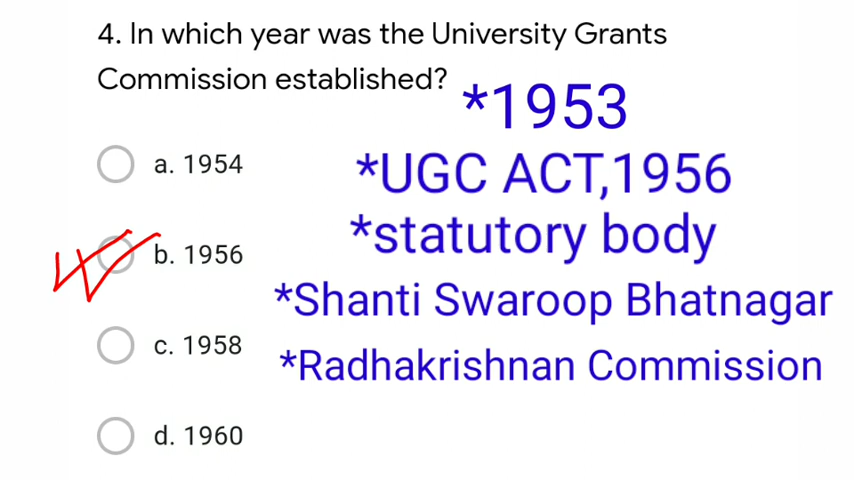 4. In which year was the University Grants
Commission established?
*1953
a. 1954
*UGC ACT,1956
*statutory body
b. 1956
*Shanti Swaroop Bhatnagar
c. 1958
*Radhakrishnan Commission
d. 1960